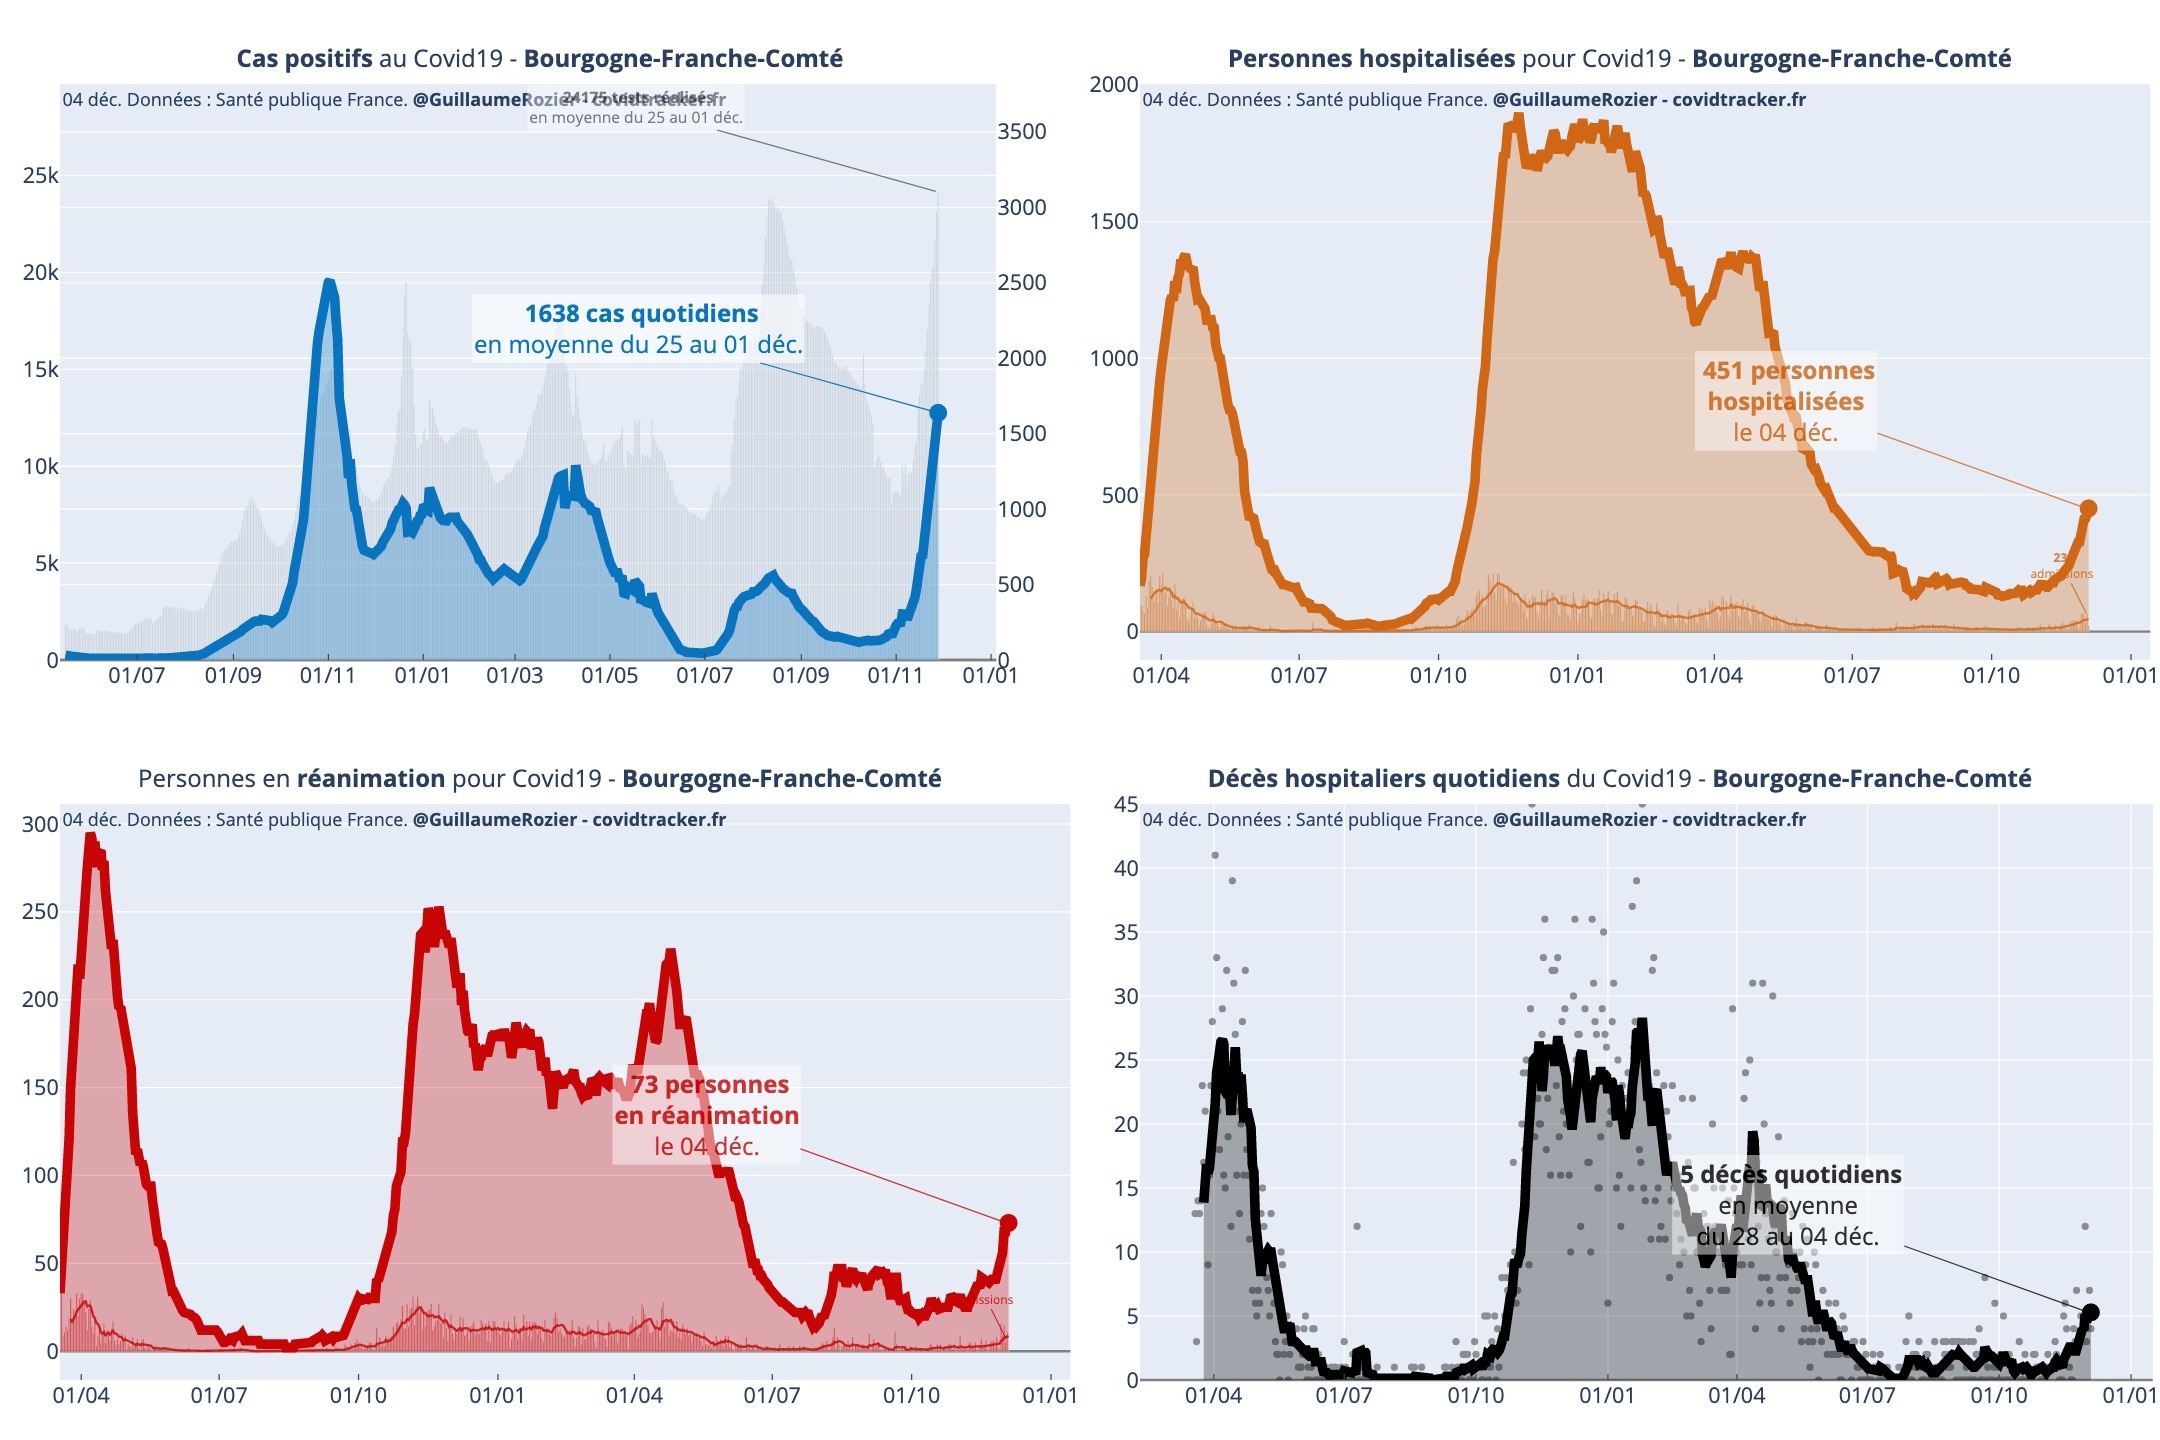 Cas positifs au Covid19 - Bourgogne-Franche-Comté
04 déc. Données : Santé publique France. @GuillaumeRozier - covidtracker.fr
24175 tests réalisés
en moyenne du 25 au 01 déc.
3500
25k
3000
20k
2500
1638 cas quotidiens
en moyenne du 25 au 01 déc.
15k
2000
1500
10k
1000
5k
500
0
0
01/07 01/09 01/11 01/01 01/03 01/05 01/07 01/09 01/11 01/01
Personnes hospitalisées pour Covid19 - Bourgogne-Franche-Comté
2000
04 déc. Données : Santé publique France. @GuillaumeRozier - covidtracker.fr
1500
1000
451 personnes
hospitalisées
le 04 déc.
500
23
admissions
0
01/04 01/07 01/10 01/01 01/04 01/07 01/10 01/01
Personnes en réanimation pour Covid19 - Bourgogne-Franche-Comté
300
04 déc. Données : Santé publique France. @GuillaumeRozier - covidtracker.fr
250
200
150
73 personnes
en réanimation
le 04 déc.
100
50
0
01/04 01/07 01/10 01/01 01/04 01/07 01/10 01/01
Décès hospitaliers quotidiens du Covid19 - Bourgogne-Franche-Comté
45
04 déc. Données : Santé publique France. @GuillaumeRozier - covidtracker.fr
40
35
30
25
20
15
5 décès quotidiens
en moyenne
du 28 au 04 déc.
10
5
0
01/04 01/07 01/10 01/01 01/04 01/07 01/10 01/01